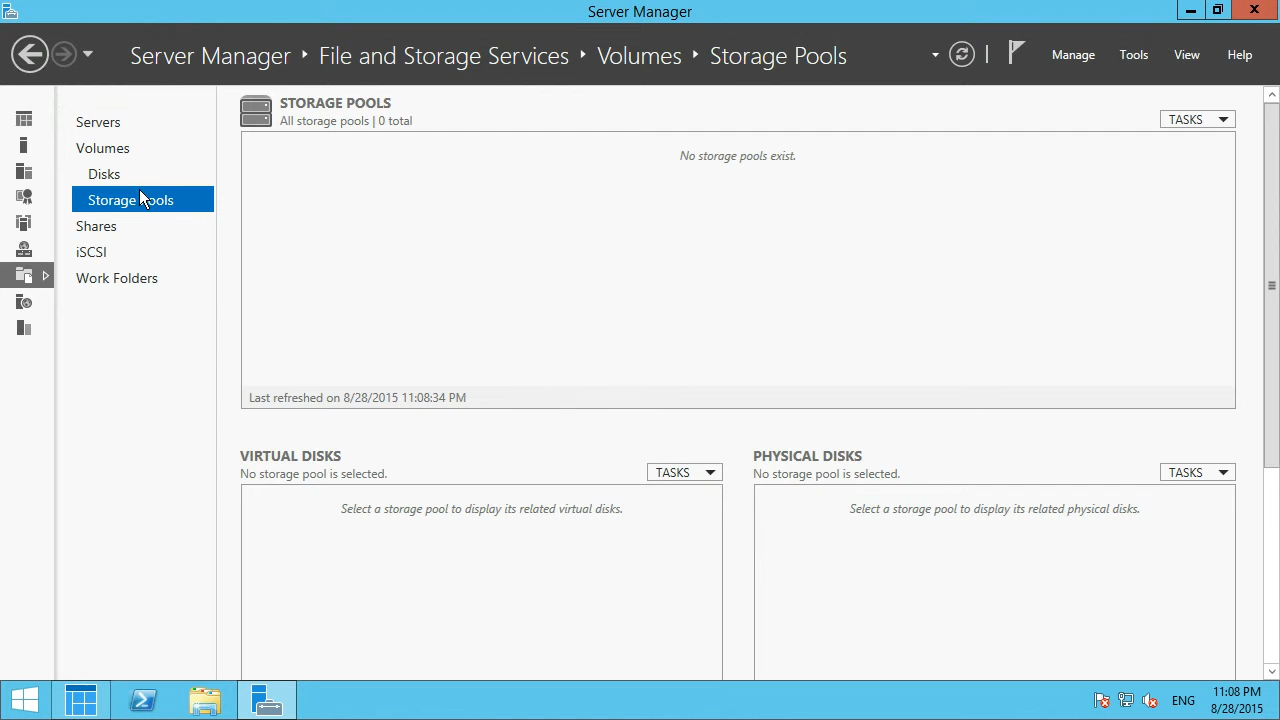 Server Manager
Server Manager ‣ File and Storage Services ‣ Volumes ‣ Storage Pools
Manage Tools View Help
Servers
Volumes
Disks
Storage Pools
Shares
iSCSI
Work Folders
STORAGE POOLS
All storage pools | 0 total
TASKS
No storage pools exist.
Last refreshed on 8/28/2015 11:08:34 PM
VIRTUAL DISKS
No storage pool is selected.
TASKS
Select a storage pool to display its related virtual disks.
PHYSICAL DISKS
No storage pool is selected.
TASKS
Select a storage pool to display its related physical disks.
ENG
11:08 PM
8/28/2015